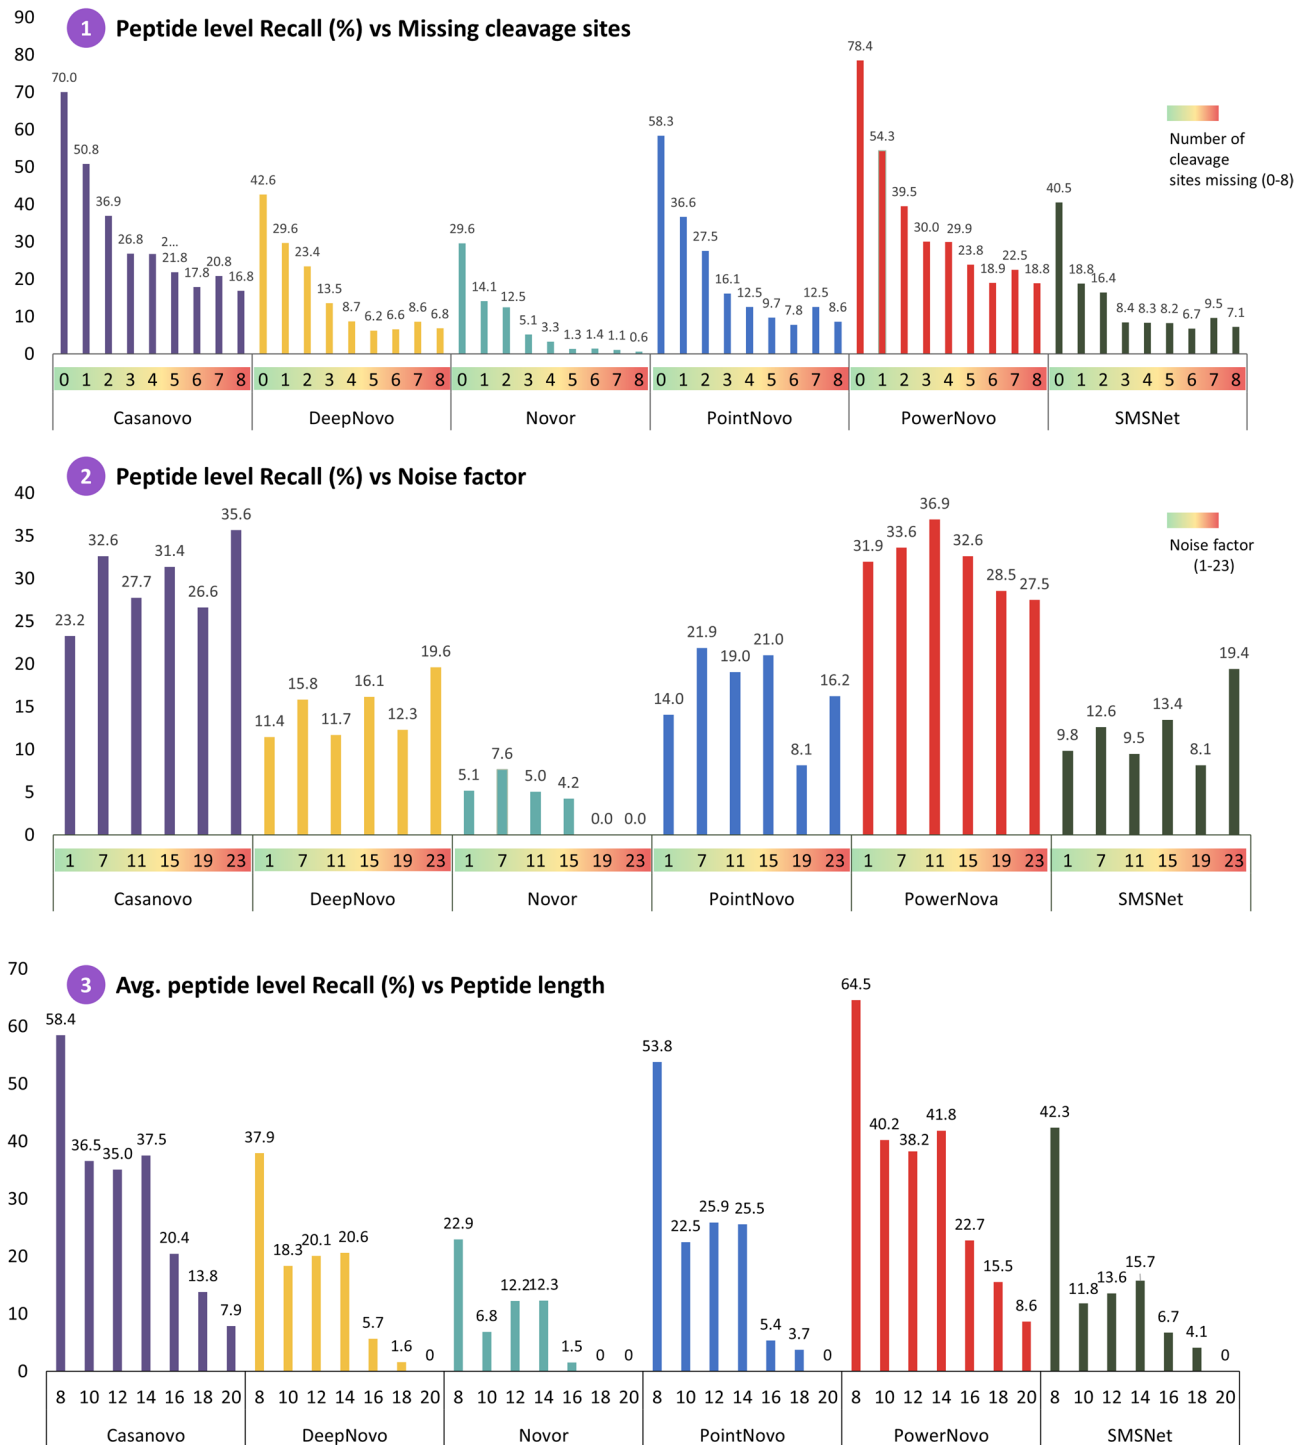 1 Peptide level Recall (%) vs Missing cleavage sites
90
80
70
60
50
40
30
20
10
0
70.0 50.8 36.9 26.8 2... 21.8 17.8 20.8 16.8
42.6 29.6 23.4 13.5 8.7 6.2 6.6 8.6 6.8
29.6 14.1 12.5 5.1 3.3 1.3 1.4 1.1 0.6
58.3 36.6 27.5 16.1 12.5 9.7 7.8 12.5 8.6
78.4 54.3 39.5 30.0 29.9 23.8 18.9 22.5 18.8
40.5 18.8 16.4 8.4 8.3 8.2 6.7 9.5 7.1
Number of
cleavage
sites missing (0-8)
0 1 2 3 4 5 6 7 8 0 1 2 3 4 5 6 7 8 0 1 2 3 4 5 6 7 8 0 1 2 3 4 5 6 7 8 0 1 2 3 4 5 6 7 8 0 1 2 3 4 5 6 7 8
Casanovo DeepNovo Novor PointNovo PowerNovo SMSNet
2 Peptide level Recall (%) vs Noise factor
40
35
30
25
20
15
10
5
0
23.2 32.6 27.7 31.4 26.6 35.6
11.4 15.8 11.7 16.1 12.3 19.6
5.1 7.6 5.0 4.2 0.0 0.0
14.0 21.9 19.0 21.0 8.1 16.2
31.9 33.6 36.9 32.6 28.5 27.5
9.8 12.6 9.5 13.4 8.1 19.4
Noise factor
(1-23)
1 7 11 15 19 23 1 7 11 15 19 23 1 7 11 15 19 23 1 7 11 15 19 23 1 7 11 15 19 23 1 7 11 15 19 23
Casanovo DeepNovo Novor PointNovo PowerNova SMSNet
3 Avg. peptide level Recall (%) vs Peptide length
70
60
50
40
30
20
10
0
58.4 36.5 35.0 37.5 20.4 13.8 7.9
37.9 18.3 20.1 20.6 5.7 1.6 0
22.9 6.8 12.2 12.3 1.5 0 0
53.8 22.5 25.9 25.5 5.4 3.7 0
64.5 40.2 38.2 41.8 22.7 15.5 8.6
42.3 11.8 13.6 15.7 6.7 4.1 0
8 10 12 14 16 18 20 8 10 12 14 16 18 20 8 10 12 14 16 18 20 8 10 12 14 16 18 20 8 10 12 14 16 18 20 8 10 12 14 16 18 20
Casanovo DeepNovo Novor PointNovo PowerNovo SMSNet